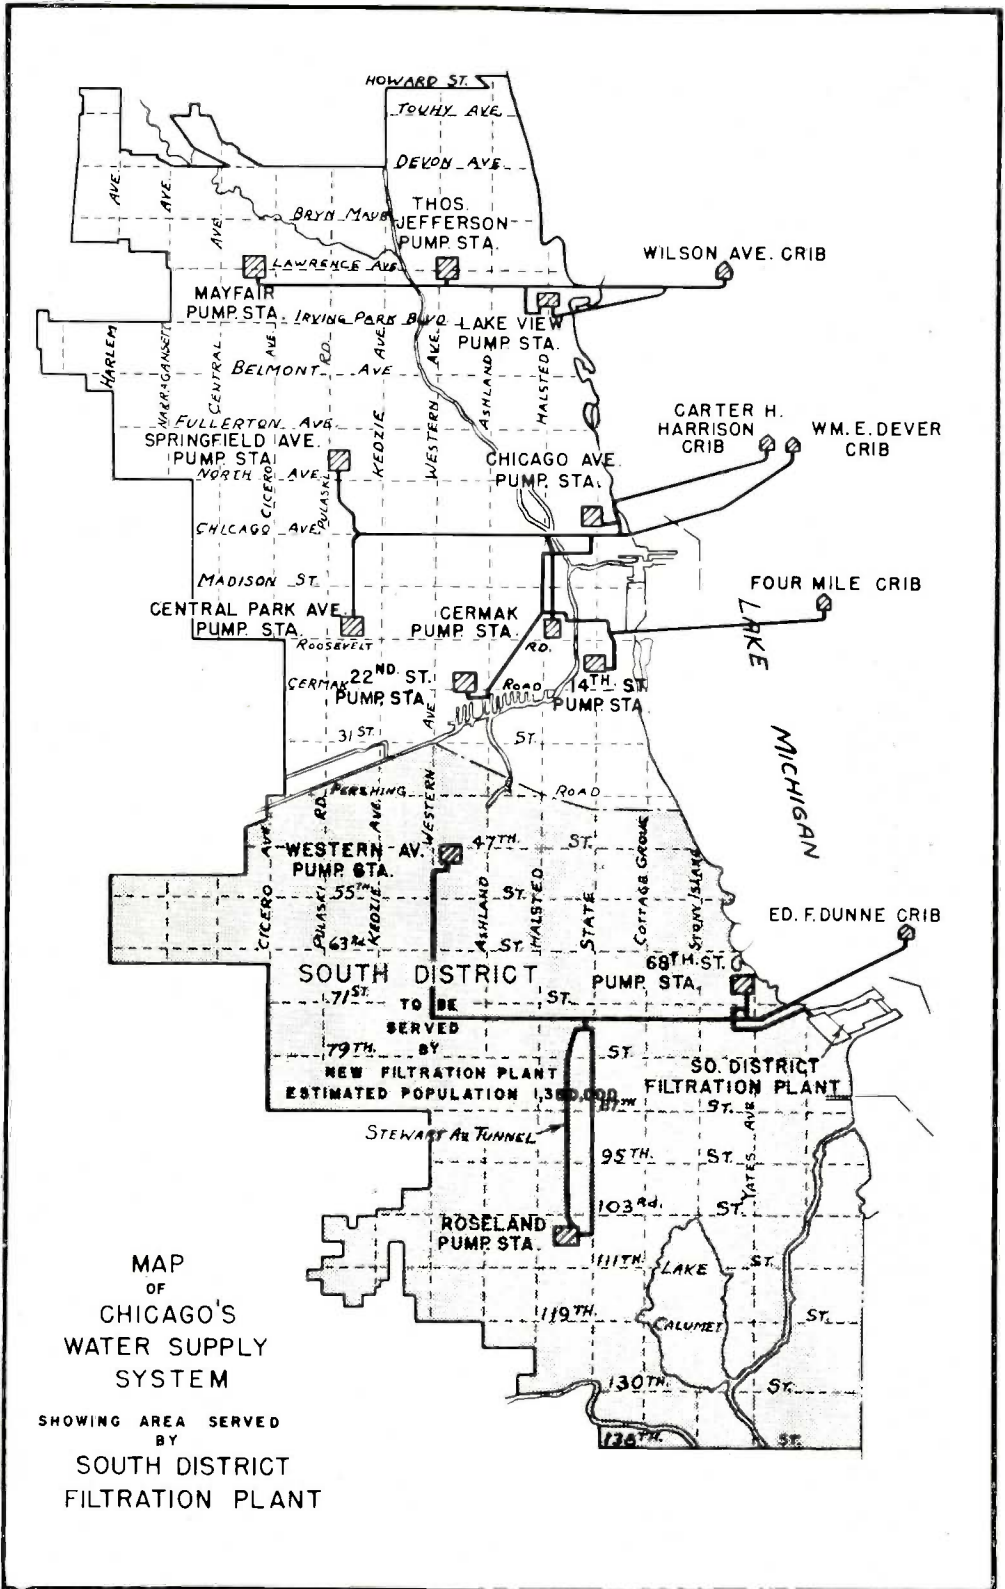 HOWARD ST.
TOUHY AVE.
DEVON AVE.
AVE.
AVE.
AVE.
THOS.
JEFFERSON
PUMP. STA.
BRYN MAUR
LAWRENCE AVE.
WILSON AVE. CRIB
MAYFAIR
PUMP. STA.
IRVING PARK BLVD
LAKE VIEW
PUMP. STA.
HARLEM
NARRAGANSETT
CENTRAL
AVE.
RD.
AVE.
AVE.
BELMONT AVE
KEDZIE
WESTERN
ASHLAND
HALSTED
FULLERTON AVE.
SPRINGFIELD AVE.
PUMP. STA.
NORTH AVE.
CICERO
PULASKI
CARTER H.
HARRISON
CRIB
WM. E. DEVER
CRIB
CHICAGO AVE.
PUMP. STA.
CHICAGO AVE.
MADISON ST.
FOUR MILE CRIB
CENTRAL PARK AVE.
PUMP. STA.
CERMAK
PUMP. STA.
ROOSEVELT
RD.
LAKE
MICHIGAN
CERMAK
ROAD
22ND. ST.
PUMP. STA.
14TH. ST.
PUMP. STA.
AVE
31 ST.
ST.
PERSHING
ROAD
RD.
AVE.
WESTERN
AVE.
WESTERN AV.
PUMP. STA.
47TH. ST.
55TH ST.
CICERO
PULASKI
KEDZIE
ASHLAND
HALSTED
STATE
COTTAGE GROVE
STONY ISLAND
63Rd. ST.
ED. F. DUNNE CRIB
68TH. ST.
PUMP. STA.
SOUTH DISTRICT
71ST. ST.
TO BE
SERVED
BY
79TH. ST.
NEW FILTRATION PLANT
ESTIMATED POPULATION
SO. DISTRICT
FILTRATION PLANT
87TH ST.
STEWART AV. TUNNEL
95TH. ST.
YATES AVE.
103Rd. ST.
ROSELAND
PUMP. STA.
111TH. ST.
LAKE
CALUMET
119TH. ST.
130TH. ST.
138TH. ST.
MAP
OF
CHICAGO'S
WATER SUPPLY
SYSTEM
SHOWING AREA SERVED
BY
SOUTH DISTRICT
FILTRATION PLANT